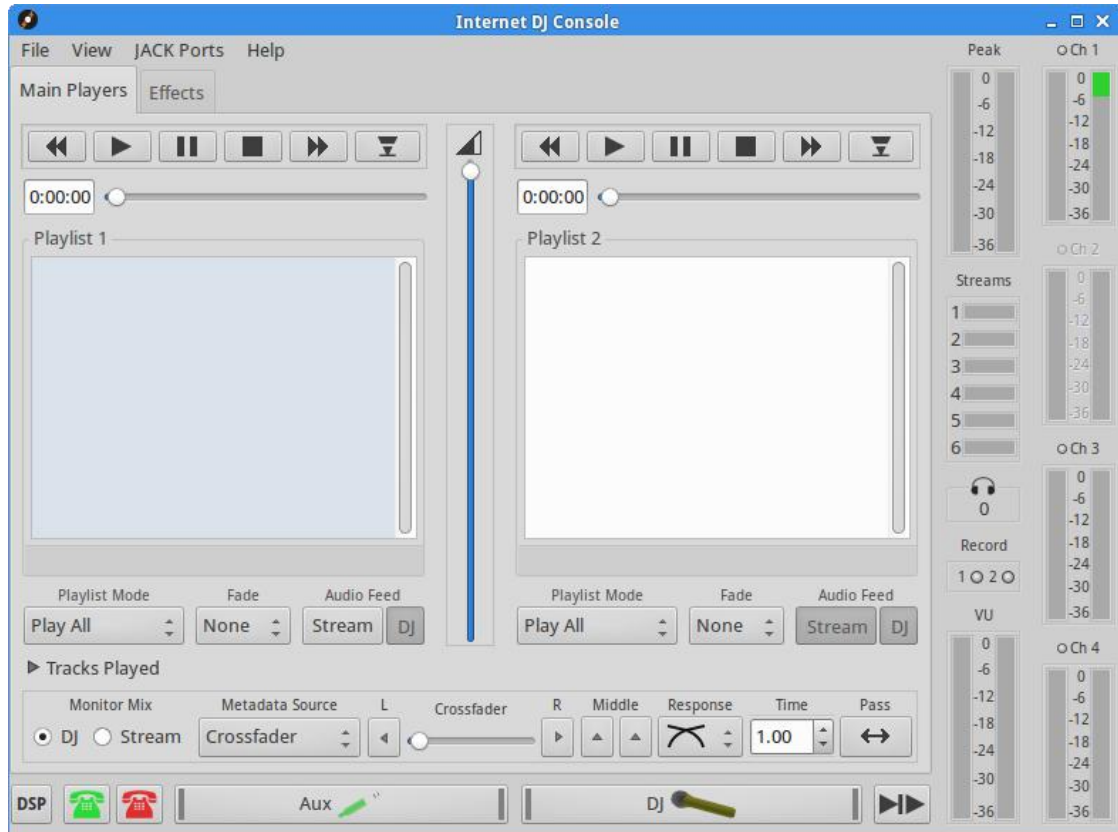 Internet DJ Console
File View JACK Ports Help
Main Players Effects
0:00:00
Playlist 1
Playlist Mode Fade Audio Feed
Play All None Stream DJ
0:00:00
Playlist 2
Playlist Mode Fade Audio Feed
Play All None Stream DJ
Tracks Played
Monitor Mix Metadata Source L Crossfader R Middle Response Time Pass
DJ Stream Crossfader 1.00
DSP Aux DJ
Peak
0
-6
-12
-18
-24
-30
-36
Streams
1
2
3
4
5
6
0
Record
1 2
VU
0
-6
-12
-18
-24
-30
-36
Ch 1
0
-6
-12
-18
-24
-30
-36
Ch 2
0
-6
-12
-18
-24
-30
-36
Ch 3
0
-6
-12
-18
-24
-30
-36
Ch 4
0
-6
-12
-18
-24
-30
-36